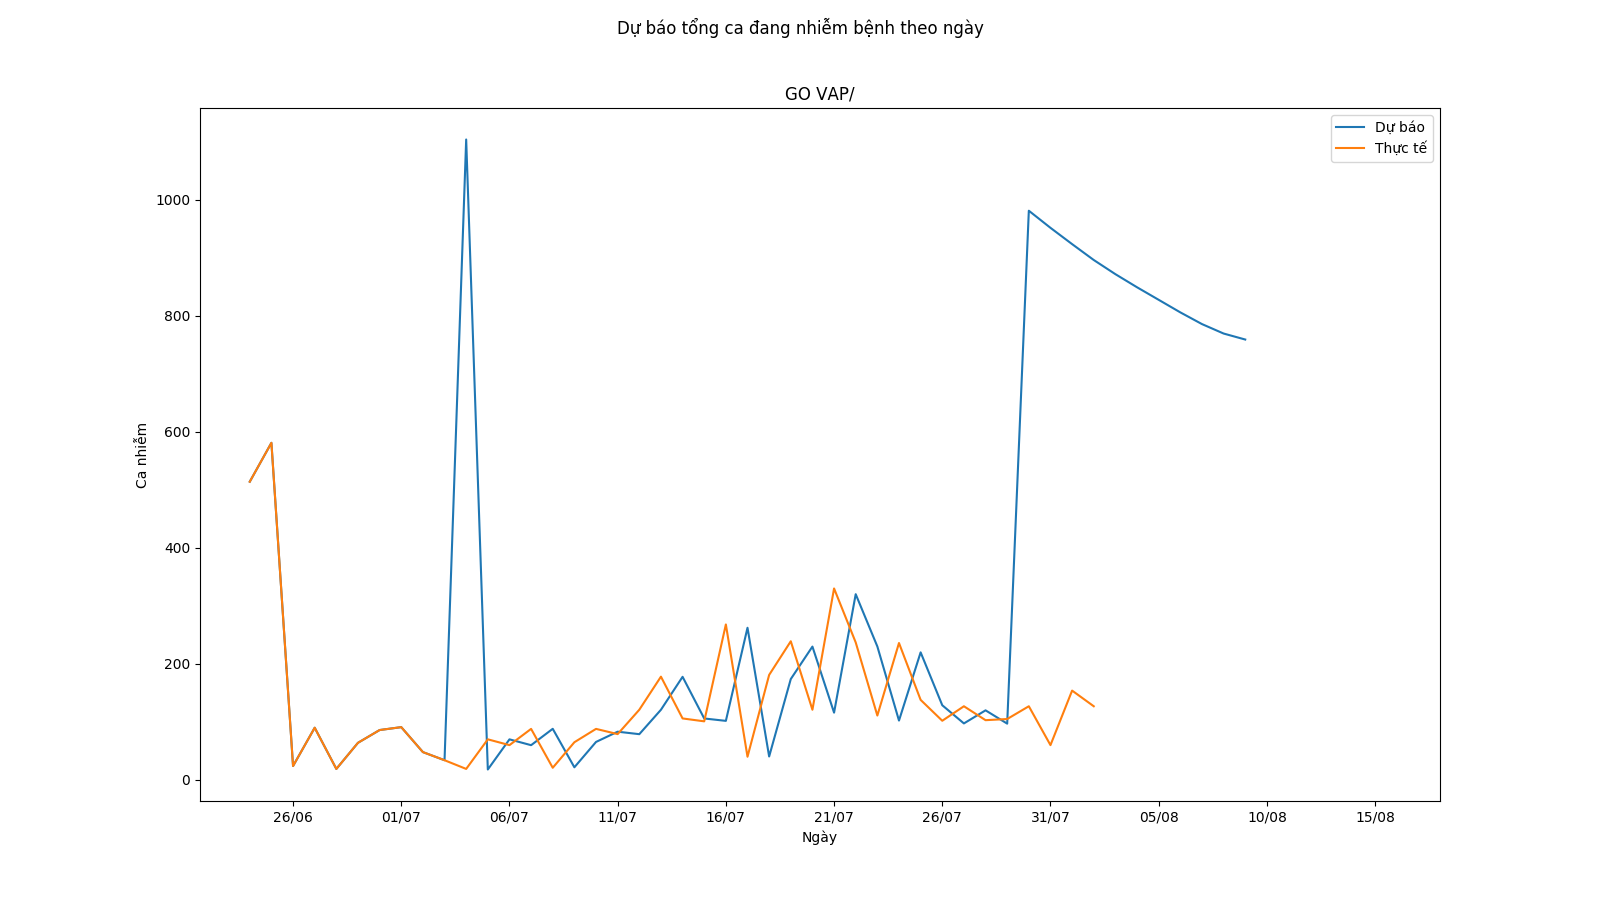 Dự báo tổng ca đang nhiễm bệnh theo ngày
GO VAP/
Dự báo
Thực tế
Ca nhiễm
1000
800
600
400
200
0
26/06 01/07 06/07 11/07 16/07 21/07 26/07 31/07 05/08 10/08 15/08
Ngày